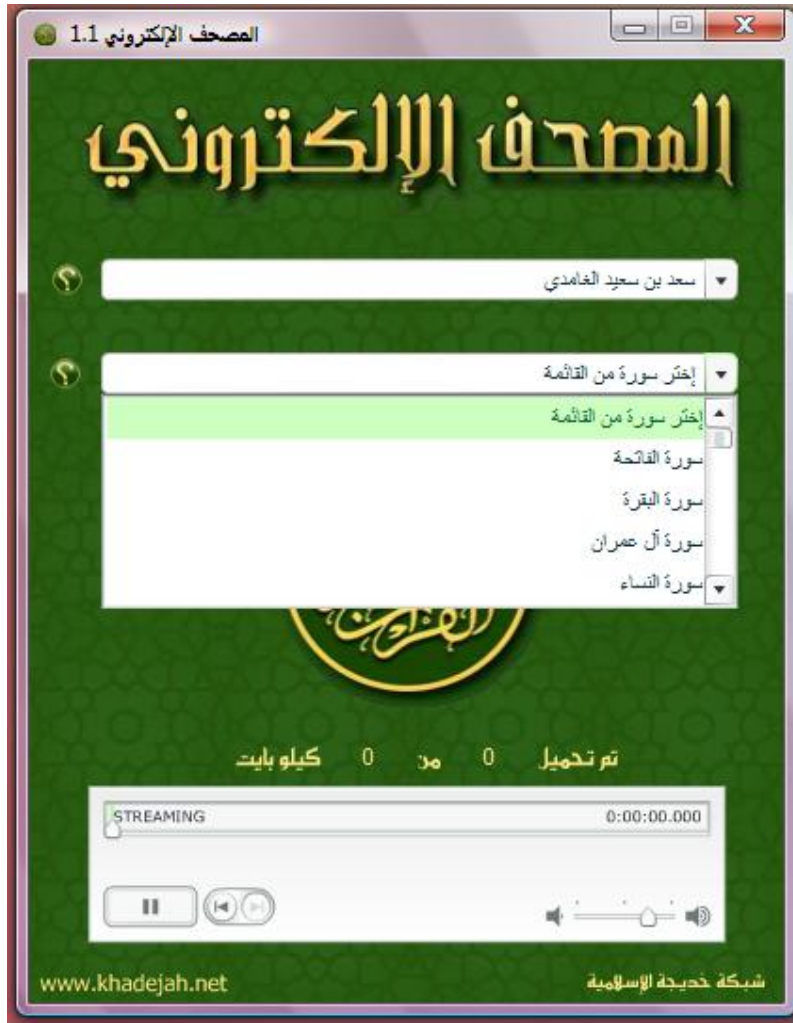 المصحف الإلكتروني 1.1
المصحف الإلكتروني
سعد بن سعيد الغامدي
إختر سورة من القائمة
إختر سورة من القائمة
سورة الفاتحة
سورة البقرة
سورة آل عمران
سورة النساء
القرآن
تم تحميل 0 من 0 كيلو بايت
STREAMING 0:00:00.000
www.khadejah.net شبكة خديجة الإسلامية